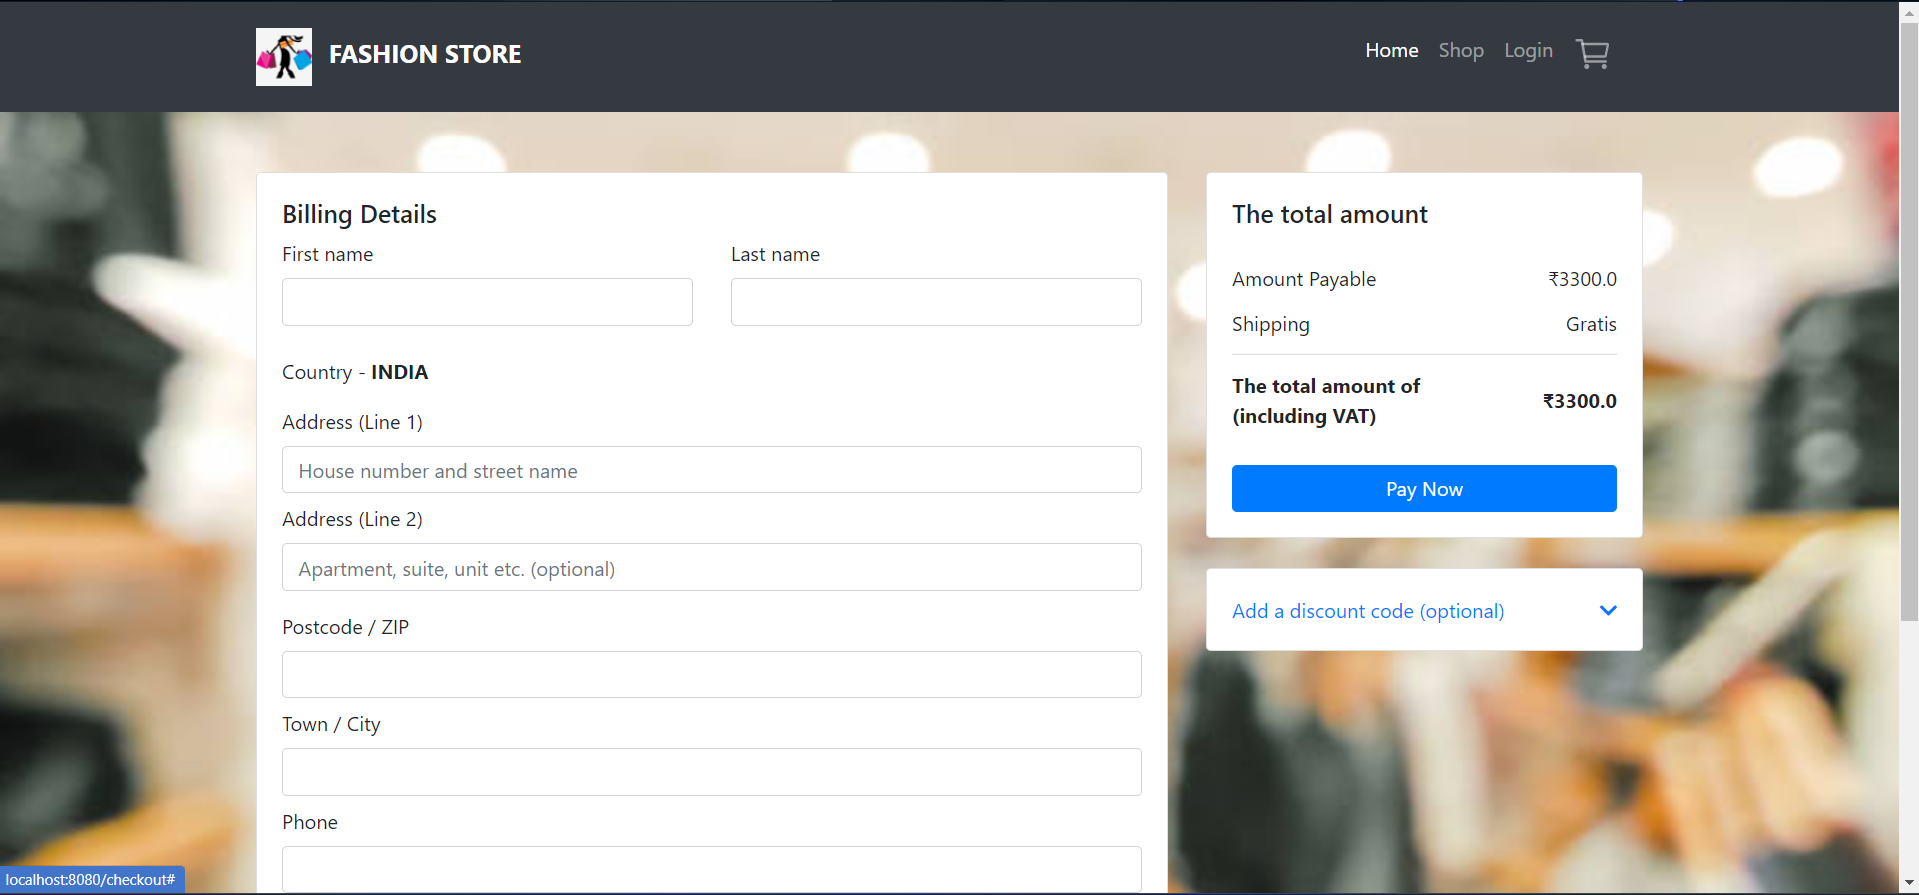 FASHION STORE
Home Shop Login
Billing Details
First name Last name
Country - INDIA
Address (Line 1)
House number and street name
Address (Line 2)
Apartment, suite, unit etc. (optional)
Postcode / ZIP
Town / City
Phone
The total amount
Amount Payable ₹3300.0
Shipping Gratis
The total amount of
(including VAT) ₹3300.0
Pay Now
Add a discount code (optional)
localhost:8080/checkout#